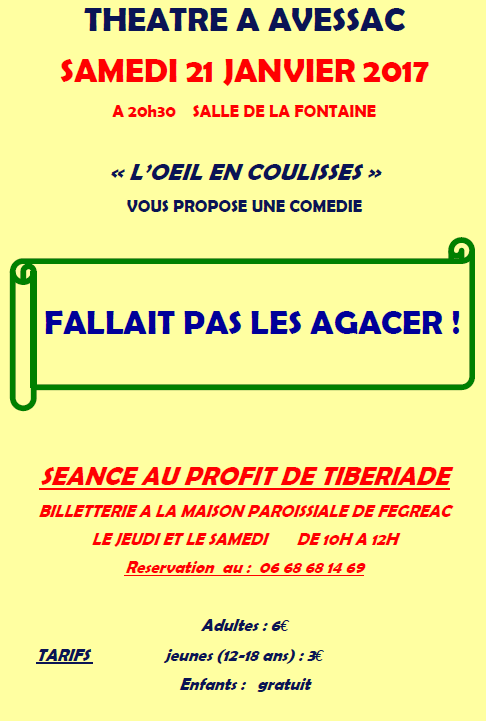 THEATRE A AVESSAC
SAMEDI 21 JANVIER 2017
A 20h30 SALLE DE LA FONTAINE
« L'OEIL EN COULISSES »
VOUS PROPOSE UNE COMEDIE
FALLAIT PAS LES AGACER !
SEANCE AU PROFIT DE TIBERIADE
BILLETTERIE A LA MAISON PAROISSIALE DE FEGREAC
LE JEUDI ET LE SAMEDI DE 10H A 12H
Reservation au : 06 68 68 14 69
Adultes : 6€
TARIFS jeunes (12-18 ans) : 3€
Enfants : gratuit